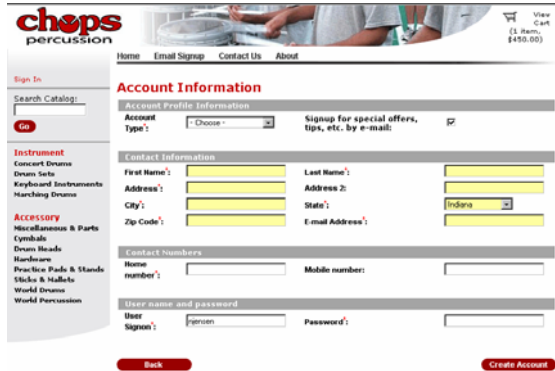 chops
percussion
View
Cart
(1 item,
$450.00)
Home Email Signup Contact Us About
Sign In
Search Catalog:
Go
Instrument
Concert Drums
Drum Sets
Keyboard Instruments
Marching Drums
Accessory
Miscellaneous & Parts
Cymbals
Drum Heads
Hardware
Practice Pads & Stands
Sticks & Mallets
World Drums
World Percussion
Account Information
Account Profile Information
Account
Type*: - Choose - Signup for special offers,
tips, etc. by e-mail:
Contact Information
First Name*: Last Name*:
Address*: Address 2:
City*: State*: Indiana
Zip Code*: E-mail Address*:
Contact Numbers
Home
number*: Mobile number:
User name and password
User
Signon*: njensen Password*:
Back Create Account